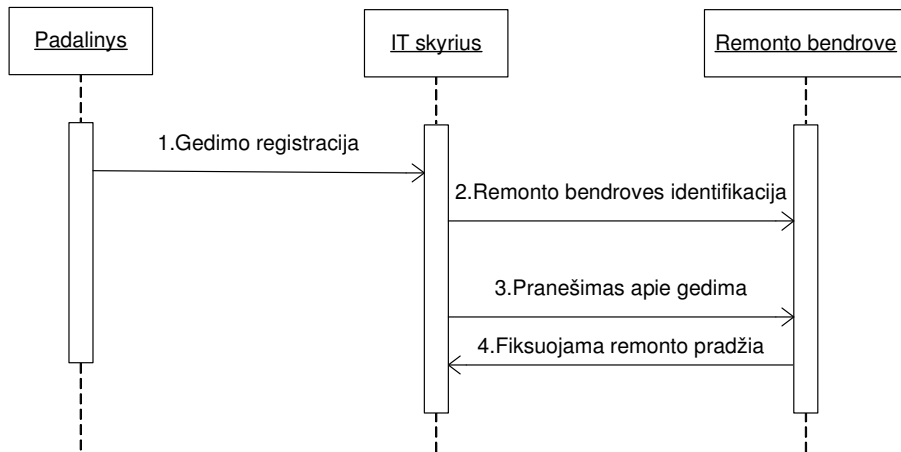 Padalinys
IT skyrius
Remonto bendrove
1.Gedimo registracija
2.Remonto bendroves identifikacija
3.Pranešimas apie gedima
4.Fiksuojama remonto pradžia